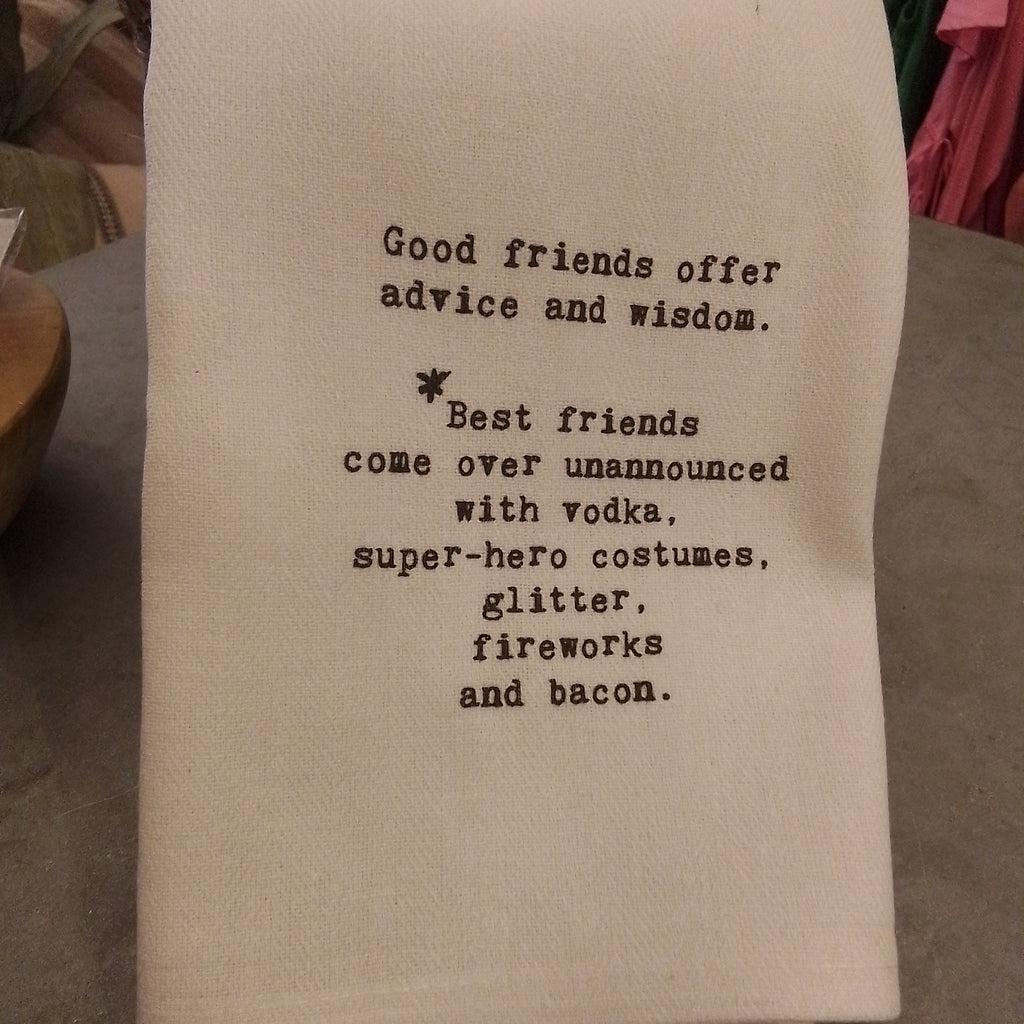 Good friends offer
advice and wisdom.
*Best friends
come over unannounced
with vodka,
super-hero costumes,
glitter,
fireworks
and bacon.